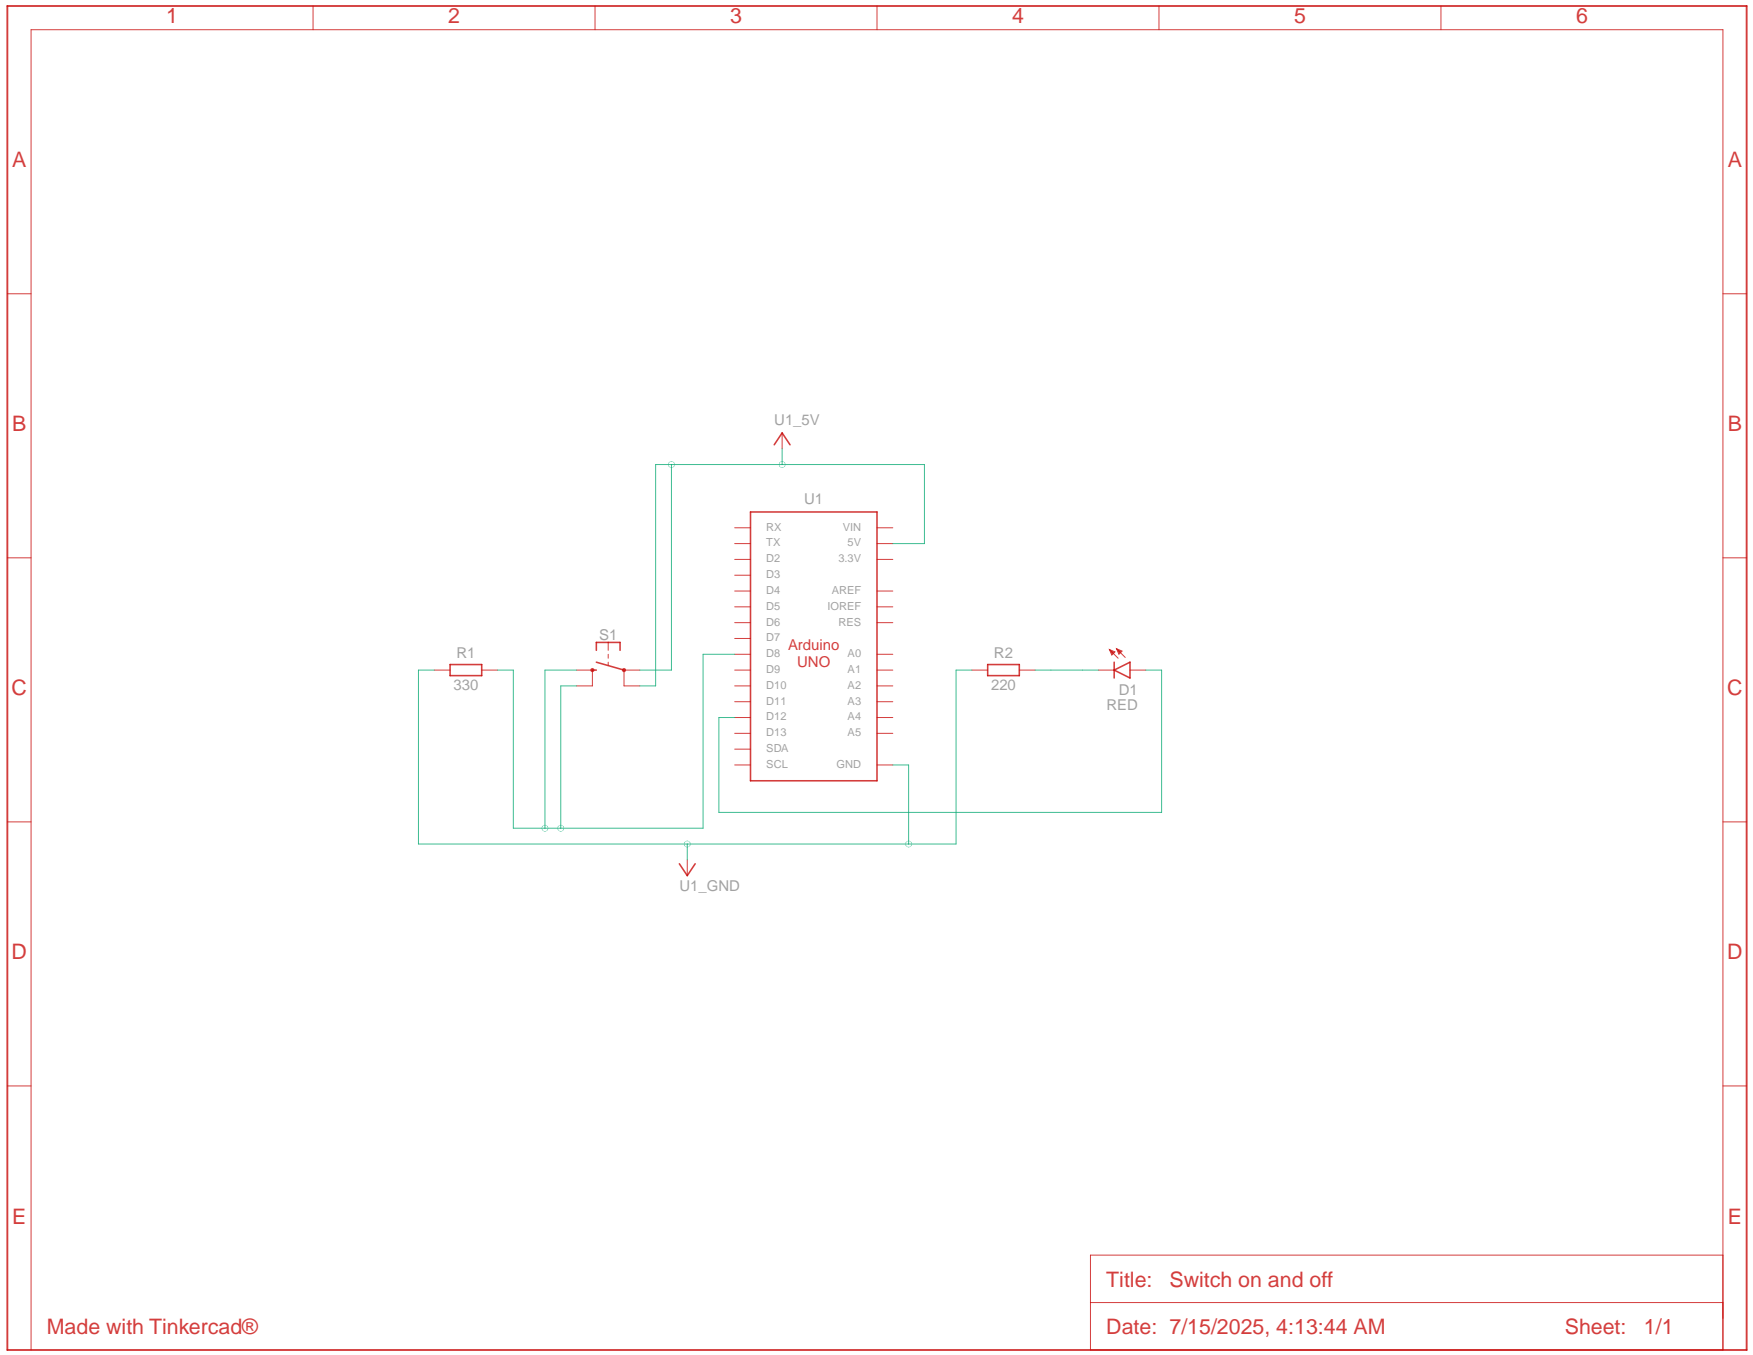 1 2 3 4 5 6
A A
B B
C C
D D
E E
U1_5V
U1
RX VIN
TX 5V
D2 3.3V
D3
D4 AREF
D5 IOREF
D6 RES
D7
Arduino
UNO
D8 A0
D9 A1
D10 A2
D11 A3
D12 A4
D13 A5
SDA
SCL GND
S1
R1
330
R2
220
D1
RED
U1_GND
Title: Switch on and off
Date: 7/15/2025, 4:13:44 AM Sheet: 1/1
Made with Tinkercad®